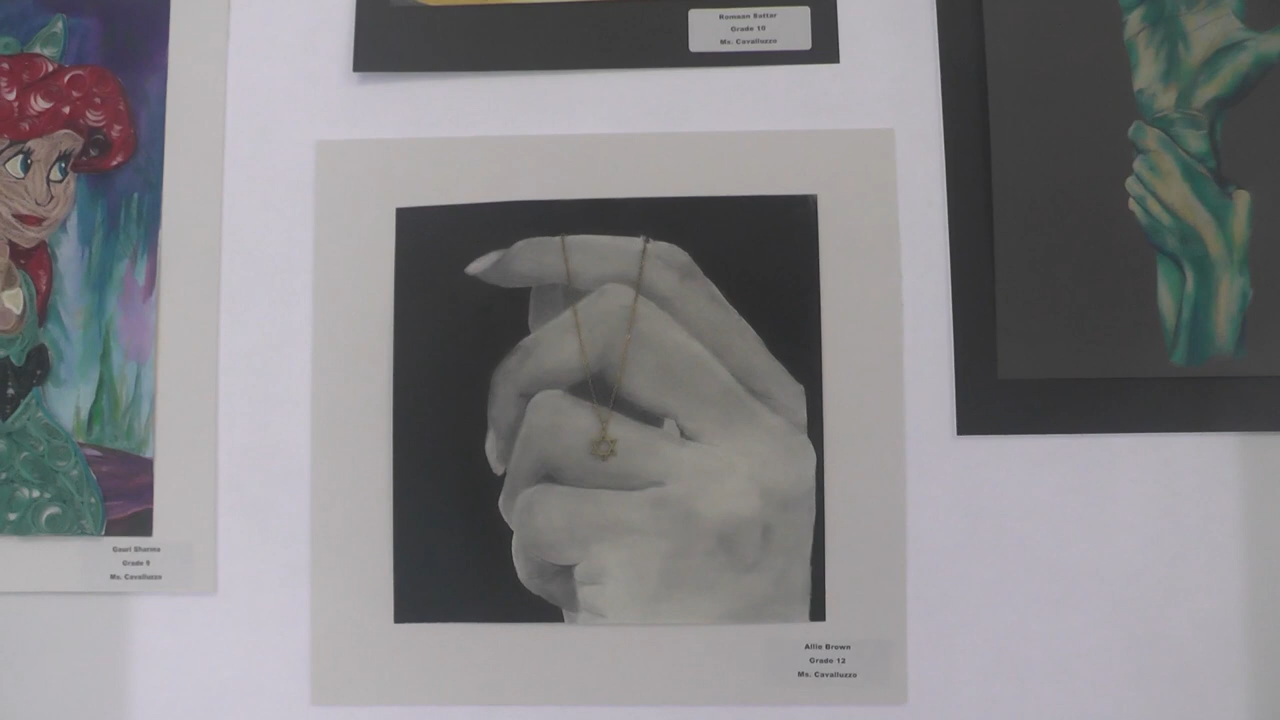 Romaan Sattar
Grade 10
Ms. Cavalluzzo
Gauri Sharma
Grade 9
Ms. Cavalluzzo
Allie Brown
Grade 12
Ms. Cavalluzzo